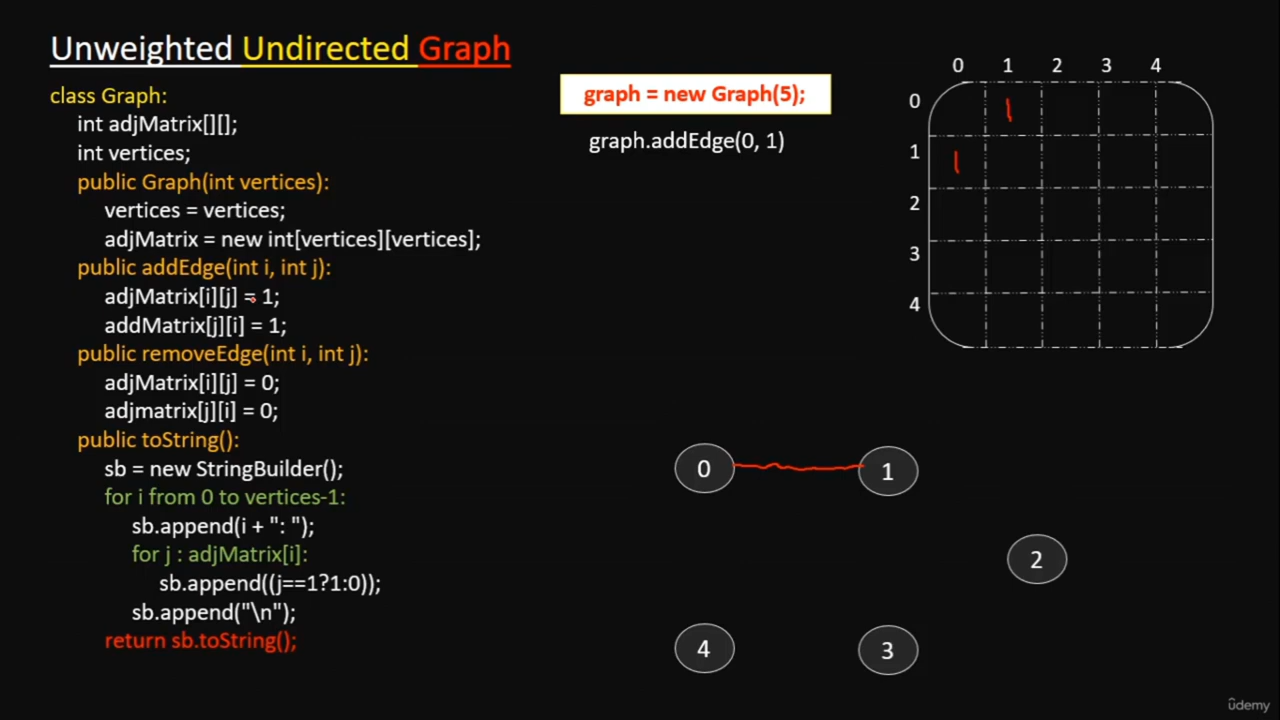 Unweighted Undirected Graph
class Graph:
int adjMatrix[][];
int vertices;
public Graph(int vertices):
vertices = vertices;
adjMatrix = new int[vertices][vertices];
public addEdge(int i, int j):
adjMatrix[i][j] = 1;
addMatrix[j][i] = 1;
public removeEdge(int i, int j):
adjMatrix[i][j] = 0;
adjmatrix[j][i] = 0;
public toString():
sb = new StringBuilder();
for i from 0 to vertices-1:
sb.append(i + ": ");
for j : adjMatrix[i]:
sb.append((j==1?1:0));
sb.append("\n");
return sb.toString();
graph = new Graph(5);
graph.addEdge(0, 1)
0 1 2 3 4
0 1
1 1
2
3
4
0 1
2
4 3
ûdemy